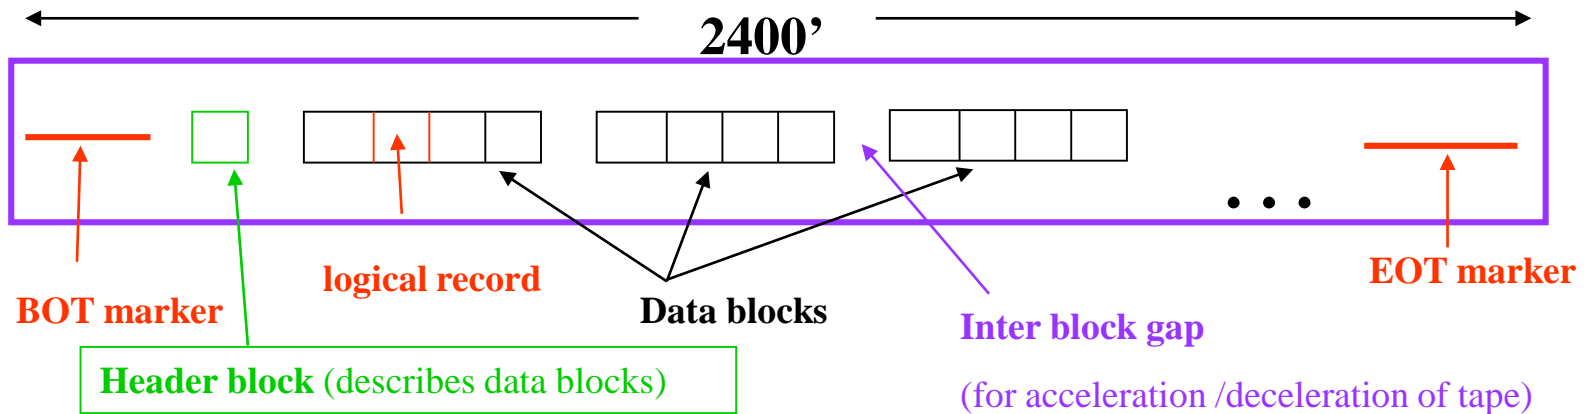 2400’
logical record
EOT marker
BOT marker
Data blocks
Inter block gap
Header block (describes data blocks)
(for acceleration /deceleration of tape)